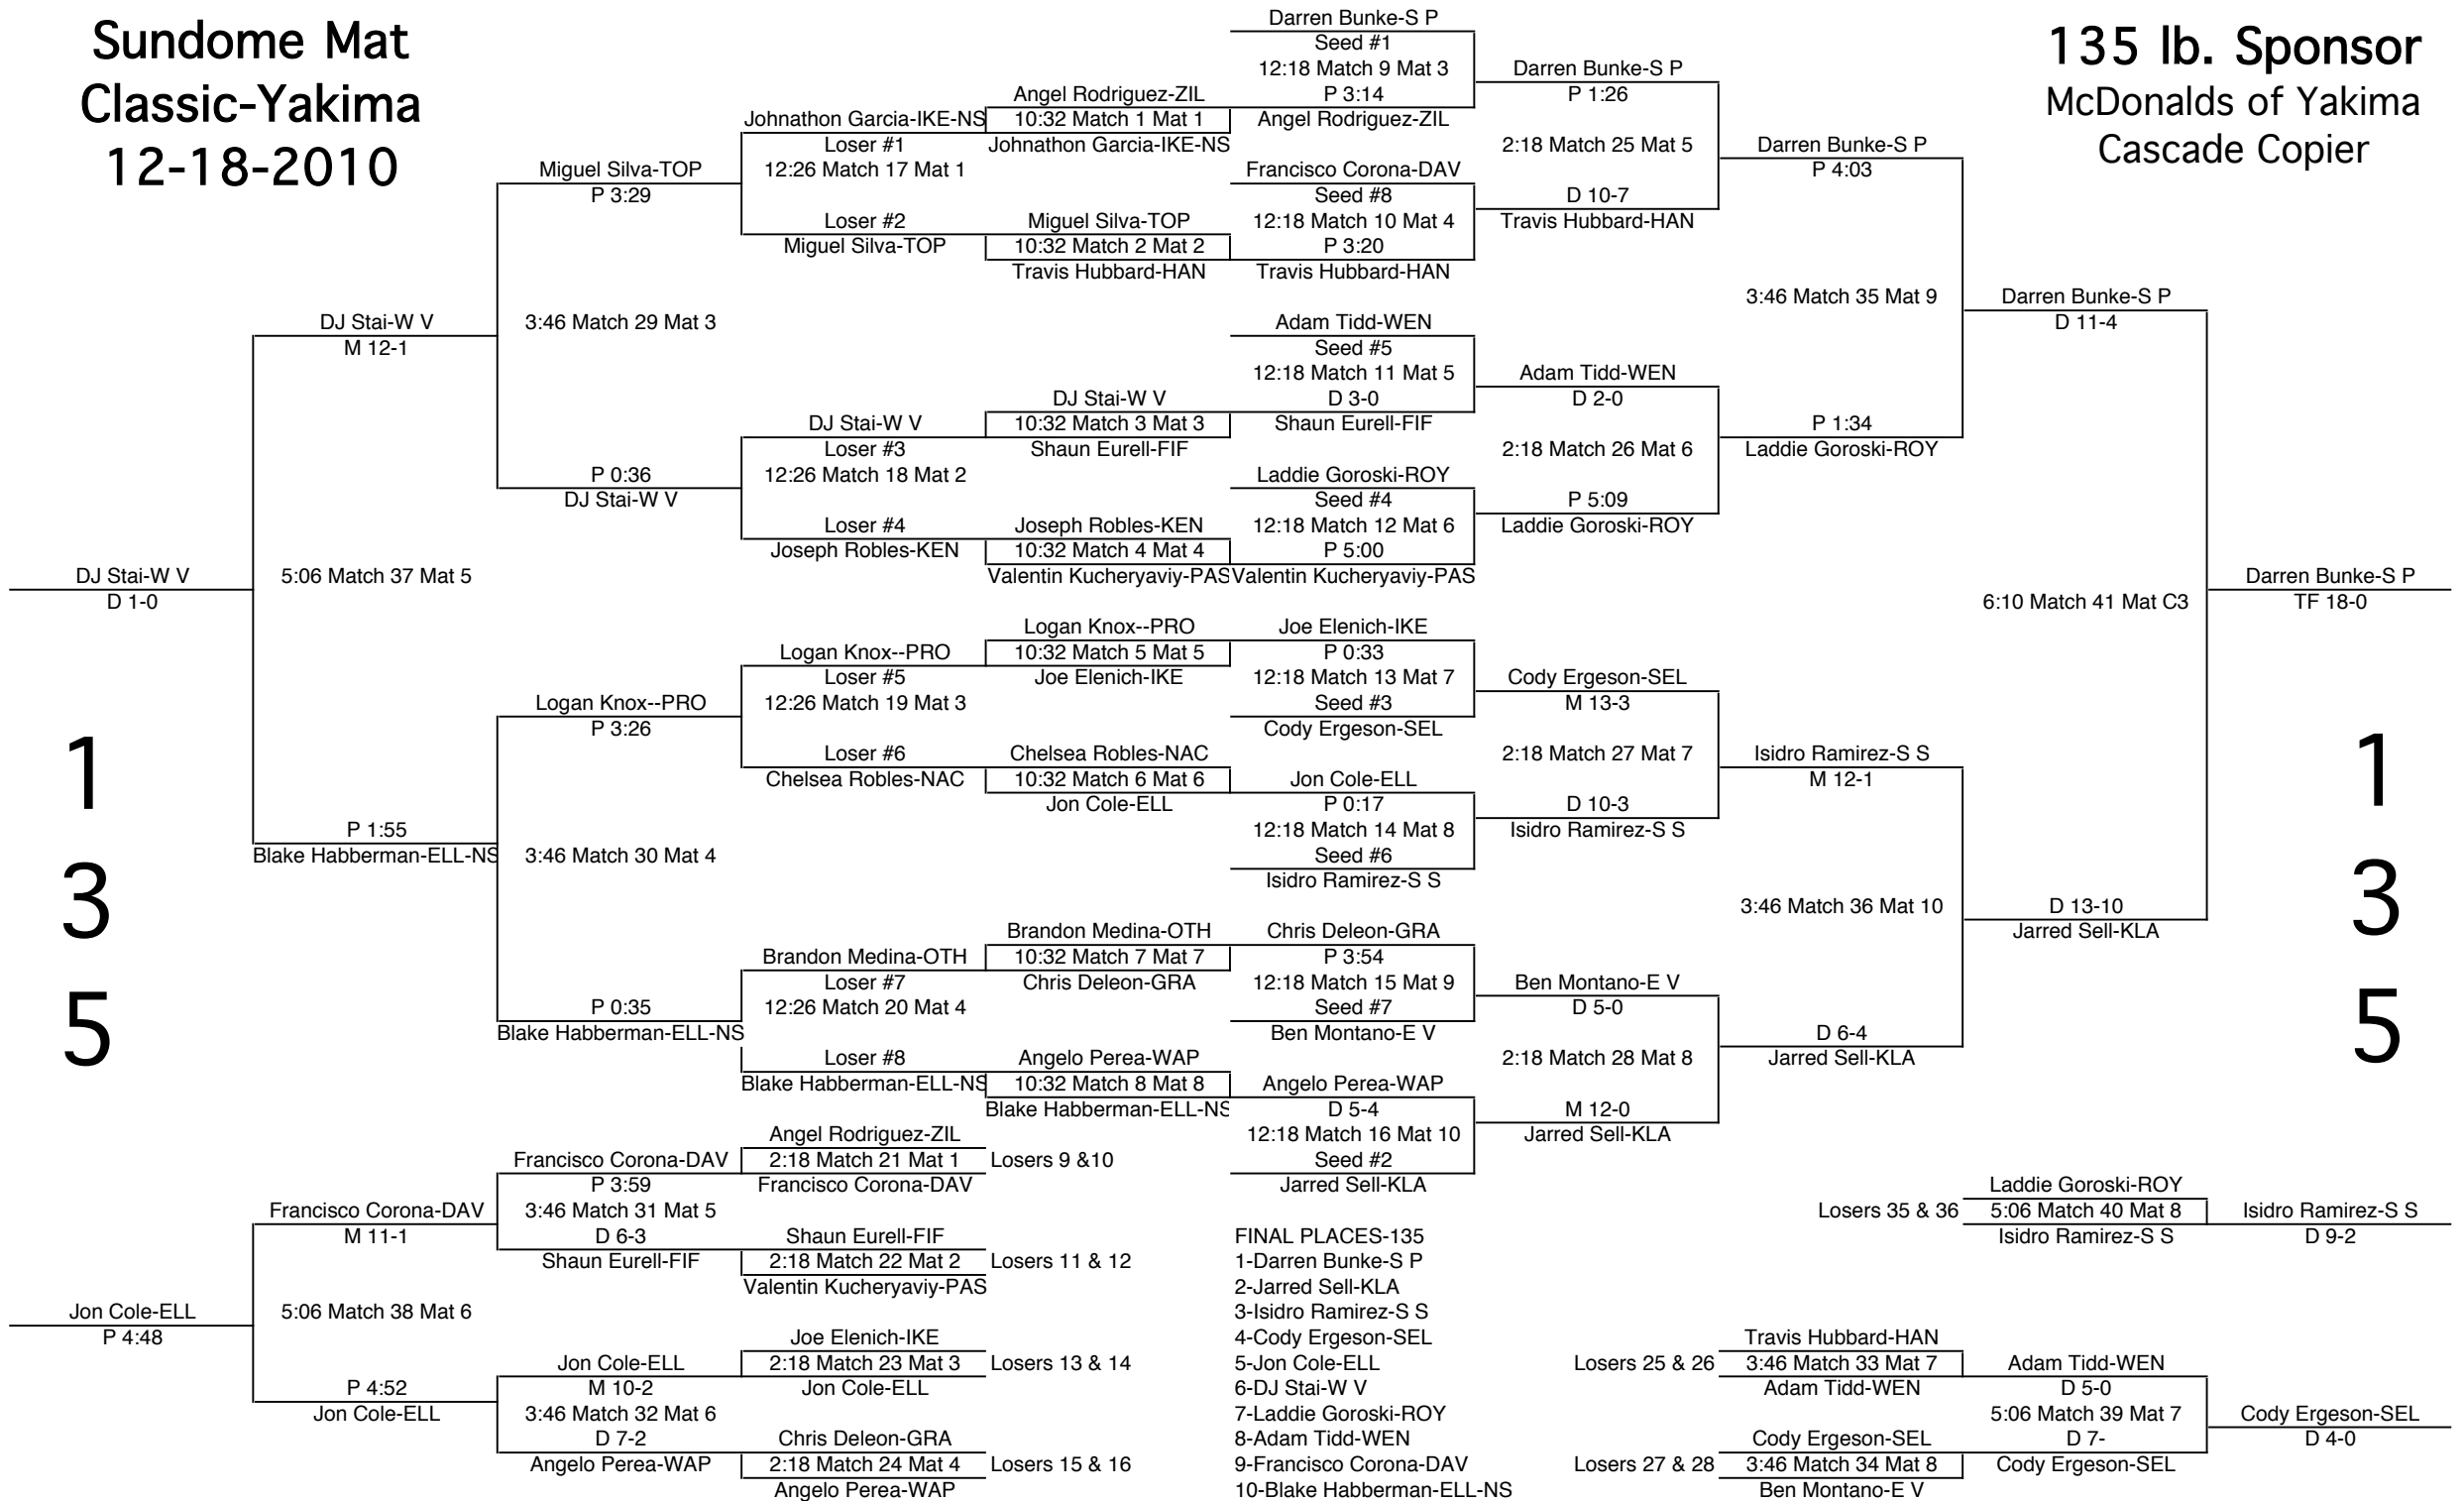 Sundome Mat
Classic-Yakima
12-18-2010
135 lb. Sponsor
McDonalds of Yakima
Cascade Copier
Darren Bunke-S P
Seed #1
12:18 Match 9 Mat 3
P 3:14
Angel Rodriguez-ZIL
Francisco Corona-DAV
Seed #8
12:18 Match 10 Mat 4
P 3:20
Travis Hubbard-HAN
Adam Tidd-WEN
Seed #5
12:18 Match 11 Mat 5
D 3-0
Shaun Eurell-FIF
Laddie Goroski-ROY
Seed #4
12:18 Match 12 Mat 6
P 5:00
Valentin Kucheryaviy-PAS
Joe Elenich-IKE
P 0:33
12:18 Match 13 Mat 7
Seed #3
Cody Ergeson-SEL
Jon Cole-ELL
P 0:17
12:18 Match 14 Mat 8
Seed #6
Isidro Ramirez-S S
Chris Deleon-GRA
P 3:54
12:18 Match 15 Mat 9
Seed #7
Ben Montano-E V
Angelo Perea-WAP
D 5-4
12:18 Match 16 Mat 10
Seed #2
Jarred Sell-KLA
Angel Rodriguez-ZIL
10:32 Match 1 Mat 1
Johnathon Garcia-IKE-NS
Miguel Silva-TOP
10:32 Match 2 Mat 2
Travis Hubbard-HAN
DJ Stai-W V
10:32 Match 3 Mat 3
Shaun Eurell-FIF
Joseph Robles-KEN
10:32 Match 4 Mat 4
Valentin Kucheryaviy-PAS
Logan Knox--PRO
10:32 Match 5 Mat 5
Joe Elenich-IKE
Chelsea Robles-NAC
10:32 Match 6 Mat 6
Jon Cole-ELL
Brandon Medina-OTH
10:32 Match 7 Mat 7
Chris Deleon-GRA
Angelo Perea-WAP
10:32 Match 8 Mat 8
Blake Habberman-ELL-NS
Johnathon Garcia-IKE-NS
Loser #1
12:26 Match 17 Mat 1
Loser #2
Miguel Silva-TOP
DJ Stai-W V
Loser #3
12:26 Match 18 Mat 2
Loser #4
Joseph Robles-KEN
Logan Knox--PRO
Loser #5
12:26 Match 19 Mat 3
Loser #6
Chelsea Robles-NAC
Brandon Medina-OTH
Loser #7
12:26 Match 20 Mat 4
Loser #8
Blake Habberman-ELL-NS
Miguel Silva-TOP
P 3:29
3:46 Match 29 Mat 3
P 0:36
DJ Stai-W V
Logan Knox--PRO
P 3:26
3:46 Match 30 Mat 4
P 0:35
Blake Habberman-ELL-NS
DJ Stai-W V
M 12-1
5:06 Match 37 Mat 5
P 1:55
Blake Habberman-ELL-NS
DJ Stai-W V
D 1-0
Darren Bunke-S P
P 1:26
2:18 Match 25 Mat 5
D 10-7
Travis Hubbard-HAN
Adam Tidd-WEN
D 2-0
2:18 Match 26 Mat 6
P 5:09
Laddie Goroski-ROY
Cody Ergeson-SEL
M 13-3
2:18 Match 27 Mat 7
D 10-3
Isidro Ramirez-S S
Ben Montano-E V
D 5-0
2:18 Match 28 Mat 8
M 12-0
Jarred Sell-KLA
Darren Bunke-S P
P 4:03
3:46 Match 35 Mat 9
P 1:34
Laddie Goroski-ROY
Isidro Ramirez-S S
M 12-1
3:46 Match 36 Mat 10
D 6-4
Jarred Sell-KLA
Darren Bunke-S P
D 11-4
6:10 Match 41 Mat C3
D 13-10
Jarred Sell-KLA
Darren Bunke-S P
TF 18-0
1
3
5
1
3
5
Angel Rodriguez-ZIL
2:18 Match 21 Mat 1
Losers 9 &10
Francisco Corona-DAV
Shaun Eurell-FIF
2:18 Match 22 Mat 2
Losers 11 & 12
Valentin Kucheryaviy-PAS
Joe Elenich-IKE
2:18 Match 23 Mat 3
Losers 13 & 14
Jon Cole-ELL
Chris Deleon-GRA
2:18 Match 24 Mat 4
Losers 15 & 16
Angelo Perea-WAP
Francisco Corona-DAV
P 3:59
3:46 Match 31 Mat 5
D 6-3
Shaun Eurell-FIF
Jon Cole-ELL
M 10-2
3:46 Match 32 Mat 6
D 7-2
Angelo Perea-WAP
Francisco Corona-DAV
M 11-1
5:06 Match 38 Mat 6
P 4:52
Jon Cole-ELL
Jon Cole-ELL
P 4:48
FINAL PLACES-135
1-Darren Bunke-S P
2-Jarred Sell-KLA
3-Isidro Ramirez-S S
4-Cody Ergeson-SEL
5-Jon Cole-ELL
6-DJ Stai-W V
7-Laddie Goroski-ROY
8-Adam Tidd-WEN
9-Francisco Corona-DAV
10-Blake Habberman-ELL-NS
Laddie Goroski-ROY
Losers 35 & 36
5:06 Match 40 Mat 8
Isidro Ramirez-S S
Isidro Ramirez-S S
D 9-2
Travis Hubbard-HAN
Losers 25 & 26
3:46 Match 33 Mat 7
Adam Tidd-WEN
Cody Ergeson-SEL
Losers 27 & 28
3:46 Match 34 Mat 8
Ben Montano-E V
Adam Tidd-WEN
D 5-0
5:06 Match 39 Mat 7
D 7-
Cody Ergeson-SEL
Cody Ergeson-SEL
D 4-0